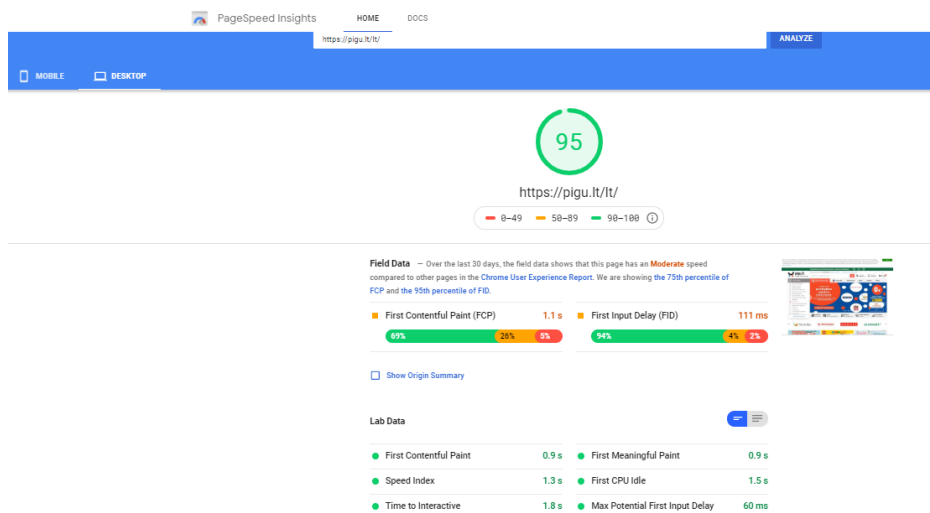 PageSpeed Insights
HOME
DOCS
https://pigu.lt/lt/
ANALYZE
MOBILE
DESKTOP
95
https://pigu.lt/lt/
0–49
50–89
90–100
Field Data — Over the last 30 days, the field data shows that this page has an Moderate speed
compared to other pages in the Chrome User Experience Report. We are showing the 75th percentile of
FCP and the 95th percentile of FID.
First Contentful Paint (FCP) 1.1 s
69% 26% 5%
First Input Delay (FID) 111 ms
94% 4% 2%
Show Origin Summary
Lab Data
First Contentful Paint 0.9 s
First Meaningful Paint 0.9 s
Speed Index 1.3 s
First CPU Idle 1.5 s
Time to Interactive 1.8 s
Max Potential First Input Delay 60 ms